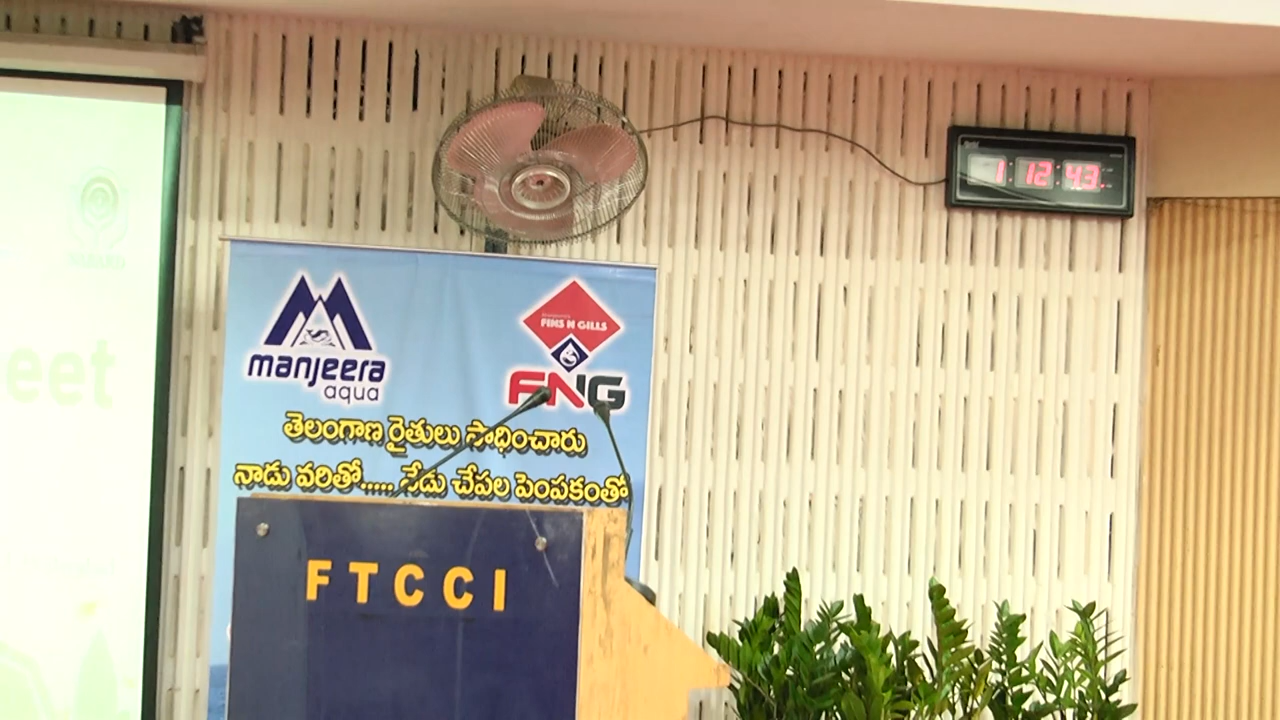 eet
1:12:43
manjeera
aqua
FINS N GILLS
FNG
తెలంగాణ రైతులు సాధించారు
నాడు వరితో..... నేడు చేపల పెంపకంతో
FTCCI